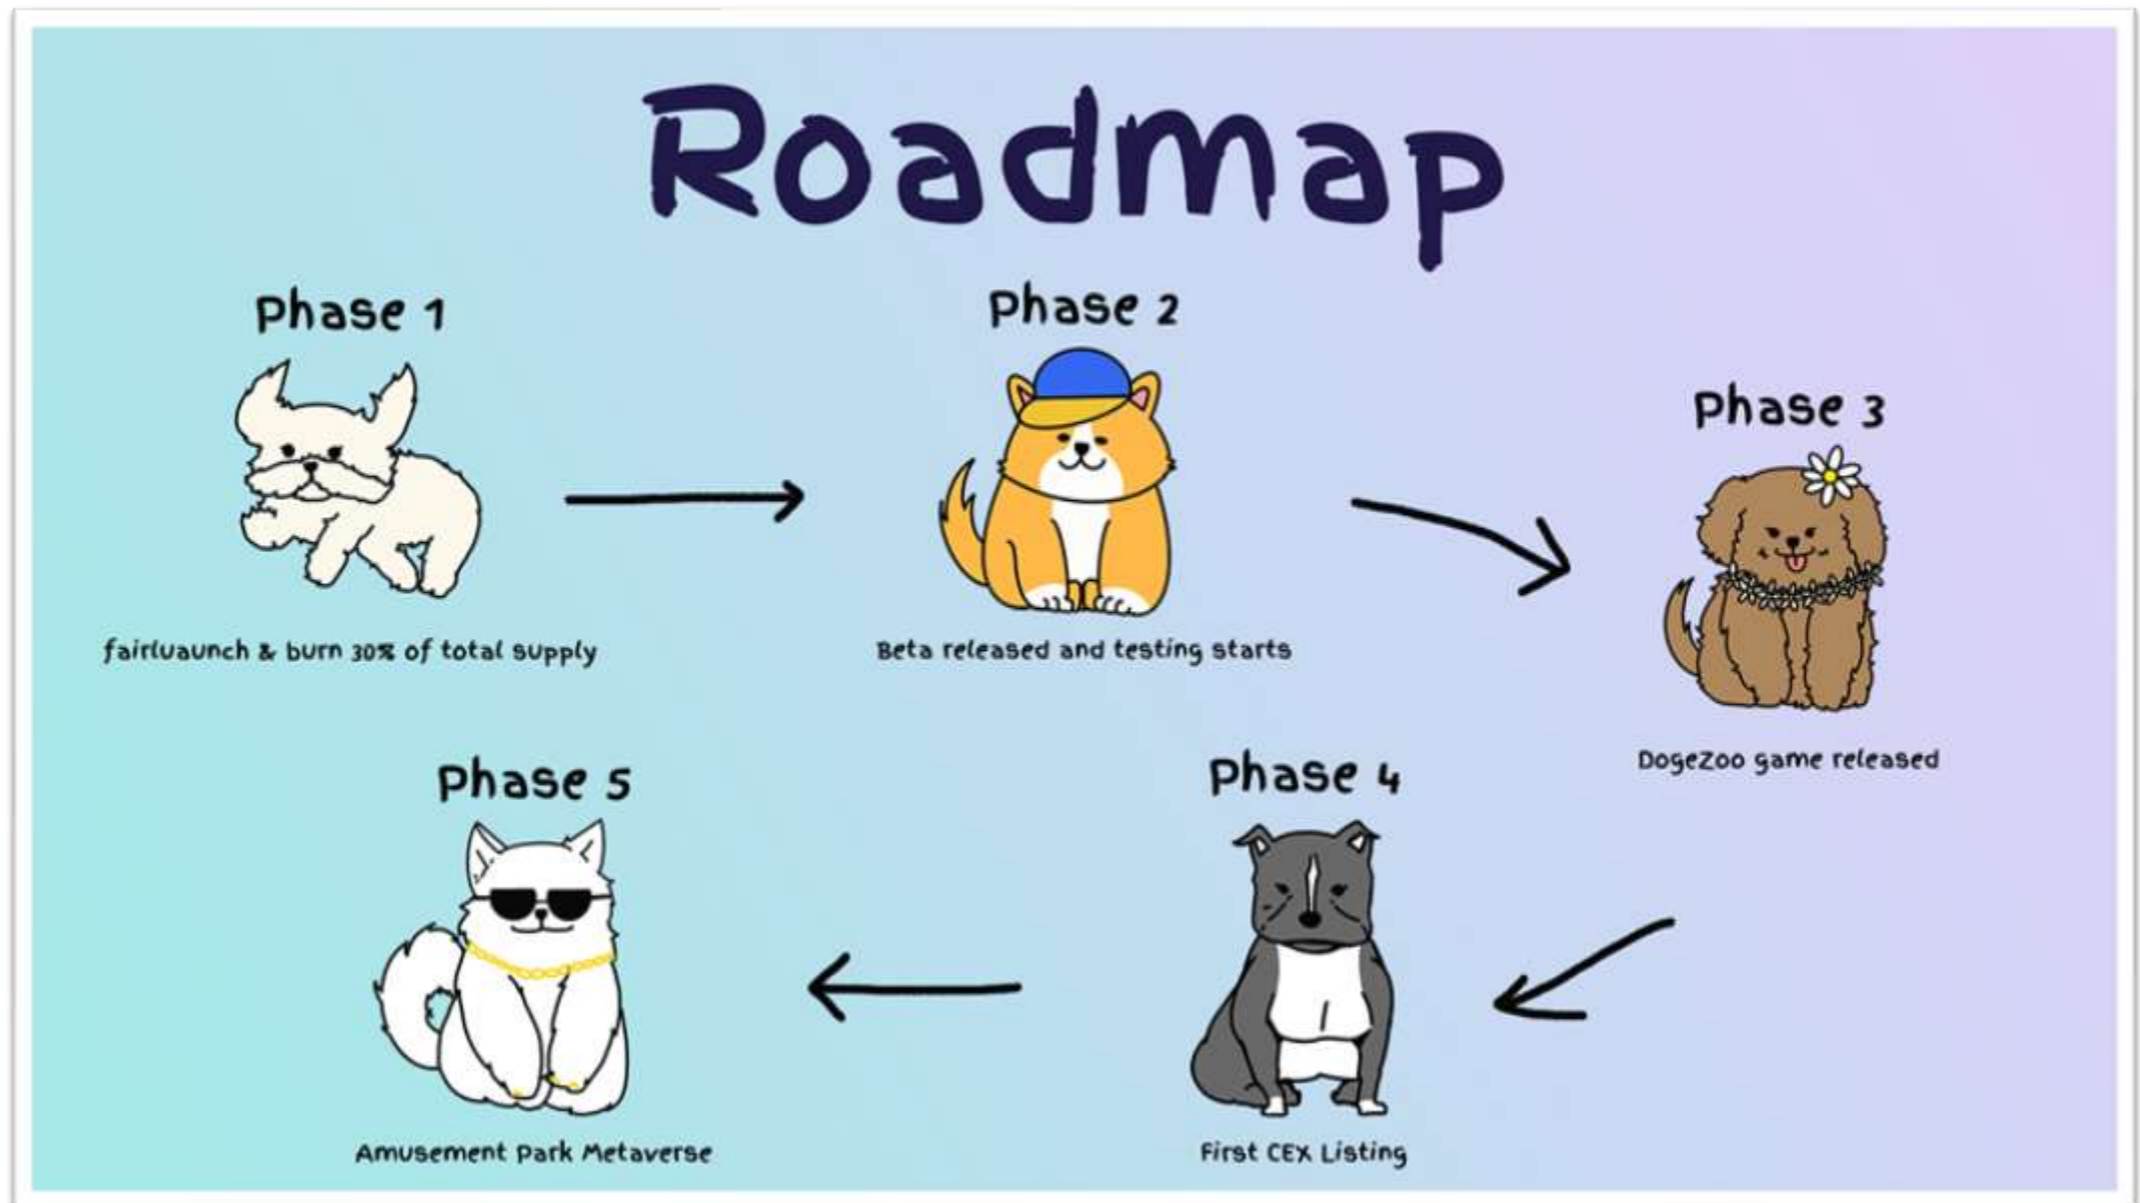 Roadmap
Phase 1
fairluaunch & burn 30% of total supply
Phase 2
Beta released and testing starts
Phase 3
DogeZoo game released
Phase 4
First CEX Listing
Phase 5
Amusement Park Metaverse